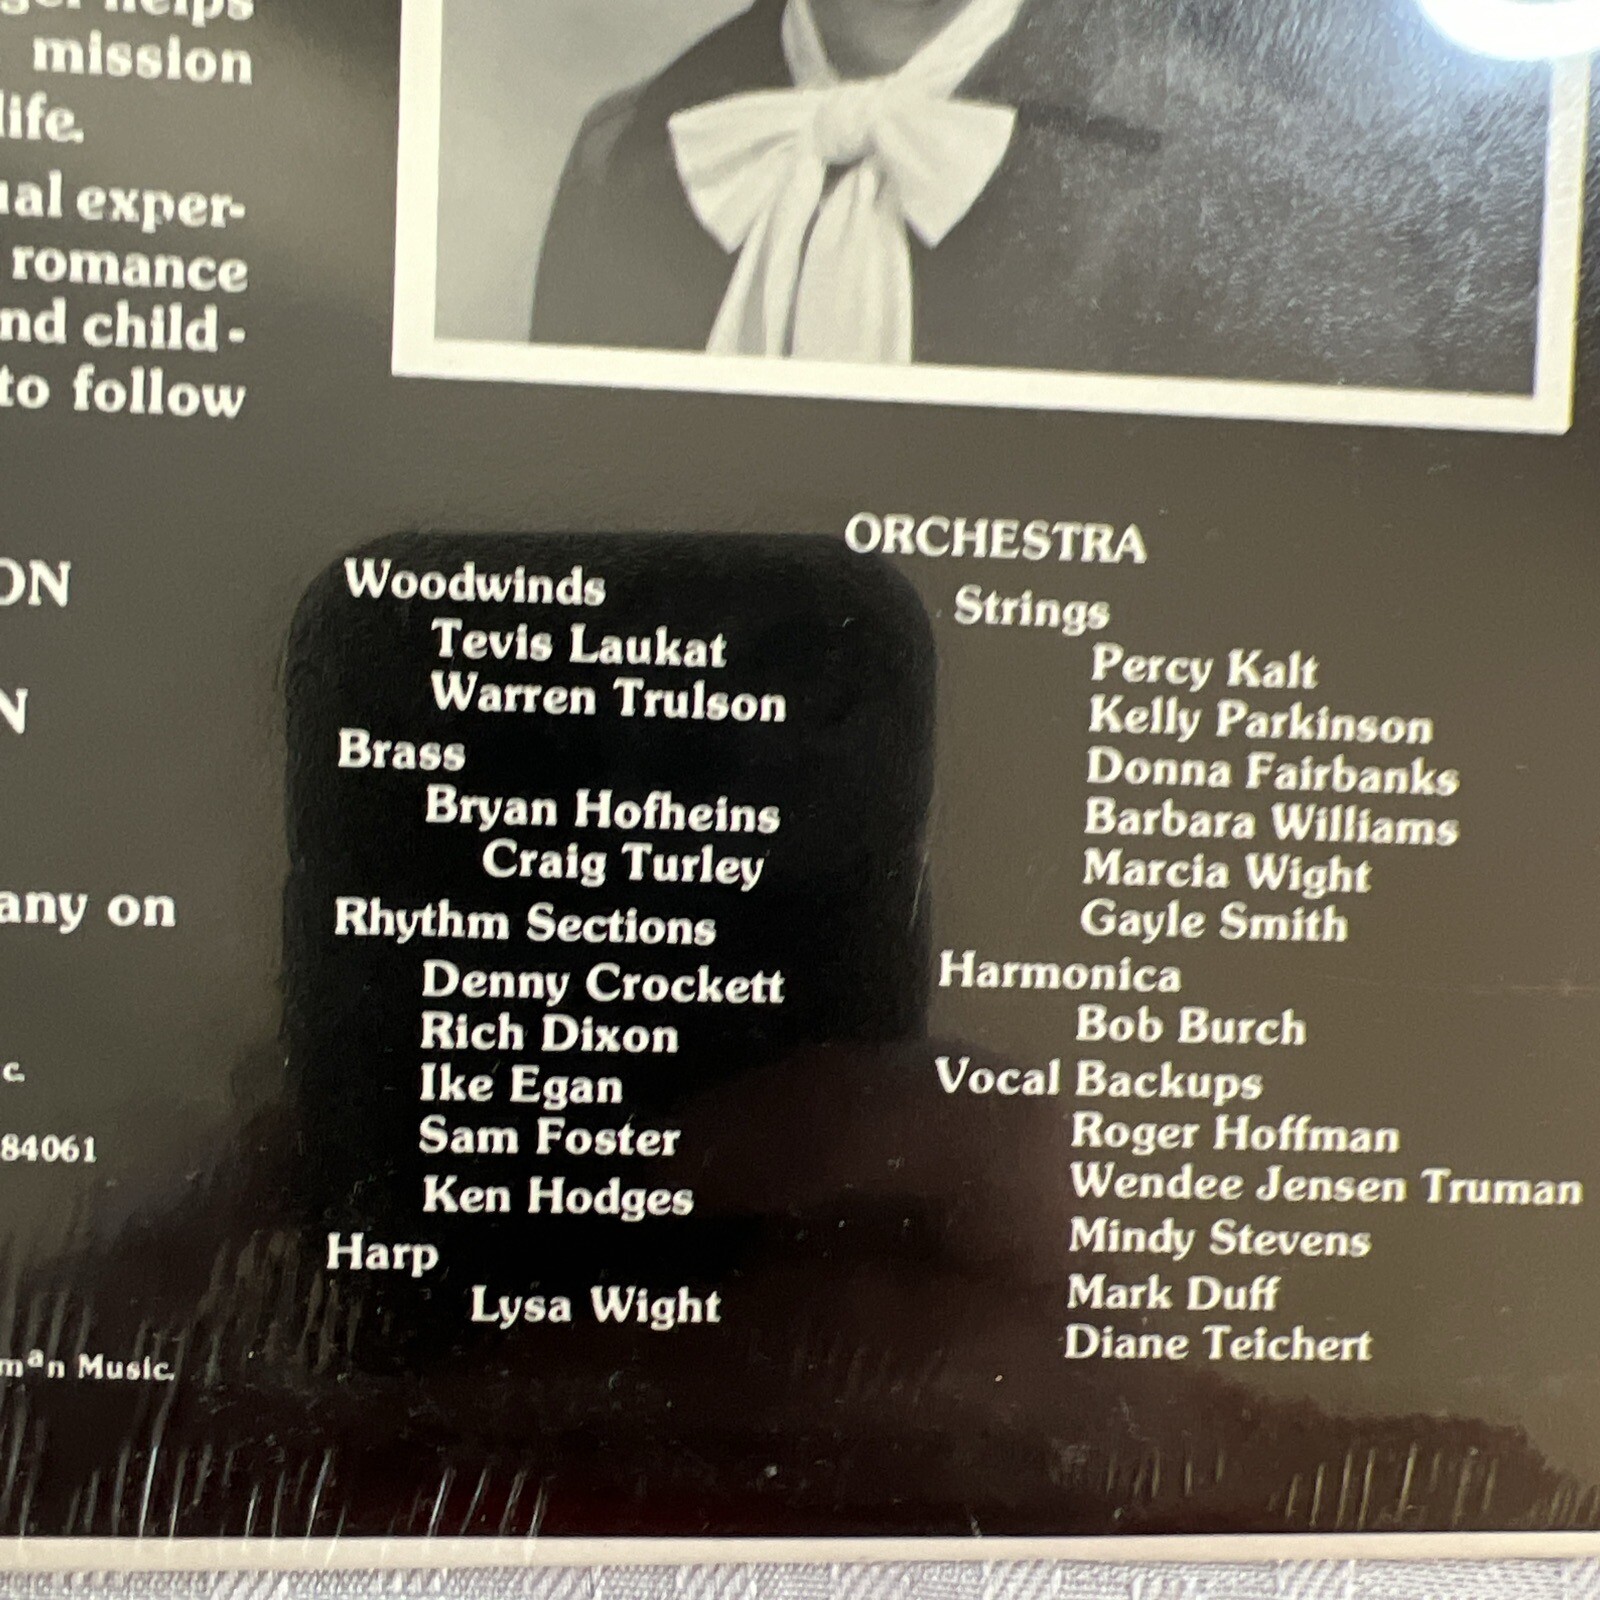 helps
mission
life.
exper-
romance
child-
to follow
ON
N
any on
c.
84061
man Music.
Woodwinds
Tevis Laukat
Warren Trulson
Brass
Bryan Hofheins
Craig Turley
Rhythm Sections
Denny Crockett
Rich Dixon
Ike Egan
Sam Foster
Ken Hodges
Harp
Lysa Wight
ORCHESTRA
Strings
Percy Kalt
Kelly Parkinson
Donna Fairbanks
Barbara Williams
Marcia Wight
Gayle Smith
Harmonica
Bob Burch
Vocal Backups
Roger Hoffman
Wendee Jensen Truman
Mindy Stevens
Mark Duff
Diane Teichert